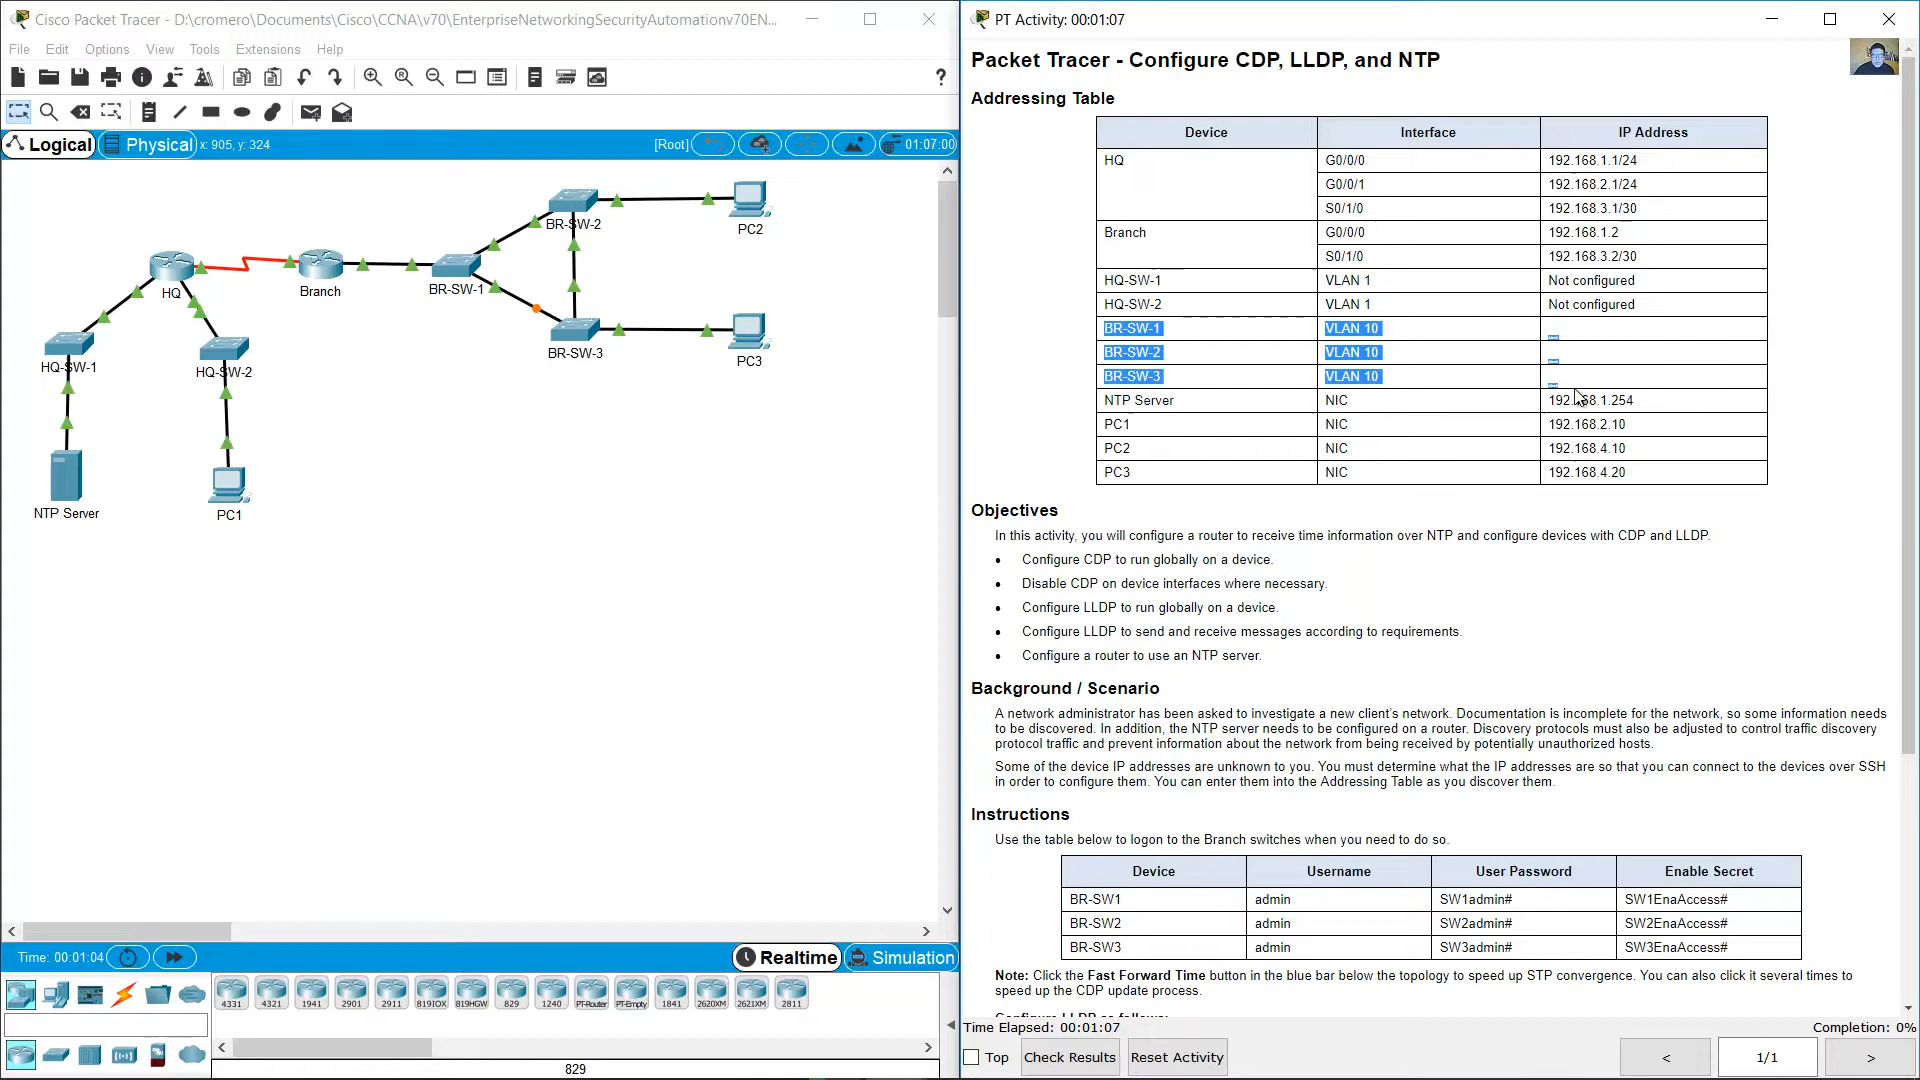 Cisco Packet Tracer - D:\cromero\Documents\Cisco\CCNA\v70\EnterpriseNetworkingSecurityAutomationv70EN...
File Edit Options View Tools Extensions Help
?
Logical Physical x: 905, y: 324 [Root] 01:07:00
BR-SW-2
PC2
HQ
Branch
BR-SW-1
BR-SW-3
PC3
HQ-SW-1
HQ-SW-2
NTP Server
PC1
Time: 00:01:04 Realtime Simulation
4331 4321 1941 2901 2911 819IOX 819HGW 829 1240 PT-Router PT-Empty 1841 2620XM 2621XM 2811
829
PT Activity: 00:01:07
Packet Tracer - Configure CDP, LLDP, and NTP
Addressing Table
Device Interface IP Address
HQ G0/0/0 192.168.1.1/24
G0/0/1 192.168.2.1/24
S0/1/0 192.168.3.1/30
Branch G0/0/0 192.168.1.2
S0/1/0 192.168.3.2/30
HQ-SW-1 VLAN 1 Not configured
HQ-SW-2 VLAN 1 Not configured
BR-SW-1 VLAN 10
BR-SW-2 VLAN 10
BR-SW-3 VLAN 10
NTP Server NIC 192.168.1.254
PC1 NIC 192.168.2.10
PC2 NIC 192.168.4.10
PC3 NIC 192.168.4.20
Objectives
In this activity, you will configure a router to receive time information over NTP and configure devices with CDP and LLDP.
• Configure CDP to run globally on a device.
• Disable CDP on device interfaces where necessary.
• Configure LLDP to run globally on a device.
• Configure LLDP to send and receive messages according to requirements.
• Configure a router to use an NTP server.
Background / Scenario
A network administrator has been asked to investigate a new client's network. Documentation is incomplete for the network, so some information needs
to be discovered. In addition, the NTP server needs to be configured on a router. Discovery protocols must also be adjusted to control traffic discovery
protocol traffic and prevent information about the network from being received by potentially unauthorized hosts.
Some of the device IP addresses are unknown to you. You must determine what the IP addresses are so that you can connect to the devices over SSH
in order to configure them. You can enter them into the Addressing Table as you discover them.
Instructions
Use the table below to logon to the Branch switches when you need to do so.
Device Username User Password Enable Secret
BR-SW1 admin SW1admin# SW1EnaAccess#
BR-SW2 admin SW2admin# SW2EnaAccess#
BR-SW3 admin SW3admin# SW3EnaAccess#
Note: Click the Fast Forward Time button in the blue bar below the topology to speed up STP convergence. You can also click it several times to
speed up the CDP update process.
Configure LLDP as follows:
Time Elapsed: 00:01:07 Completion: 0%
Top Check Results Reset Activity < 1/1 >